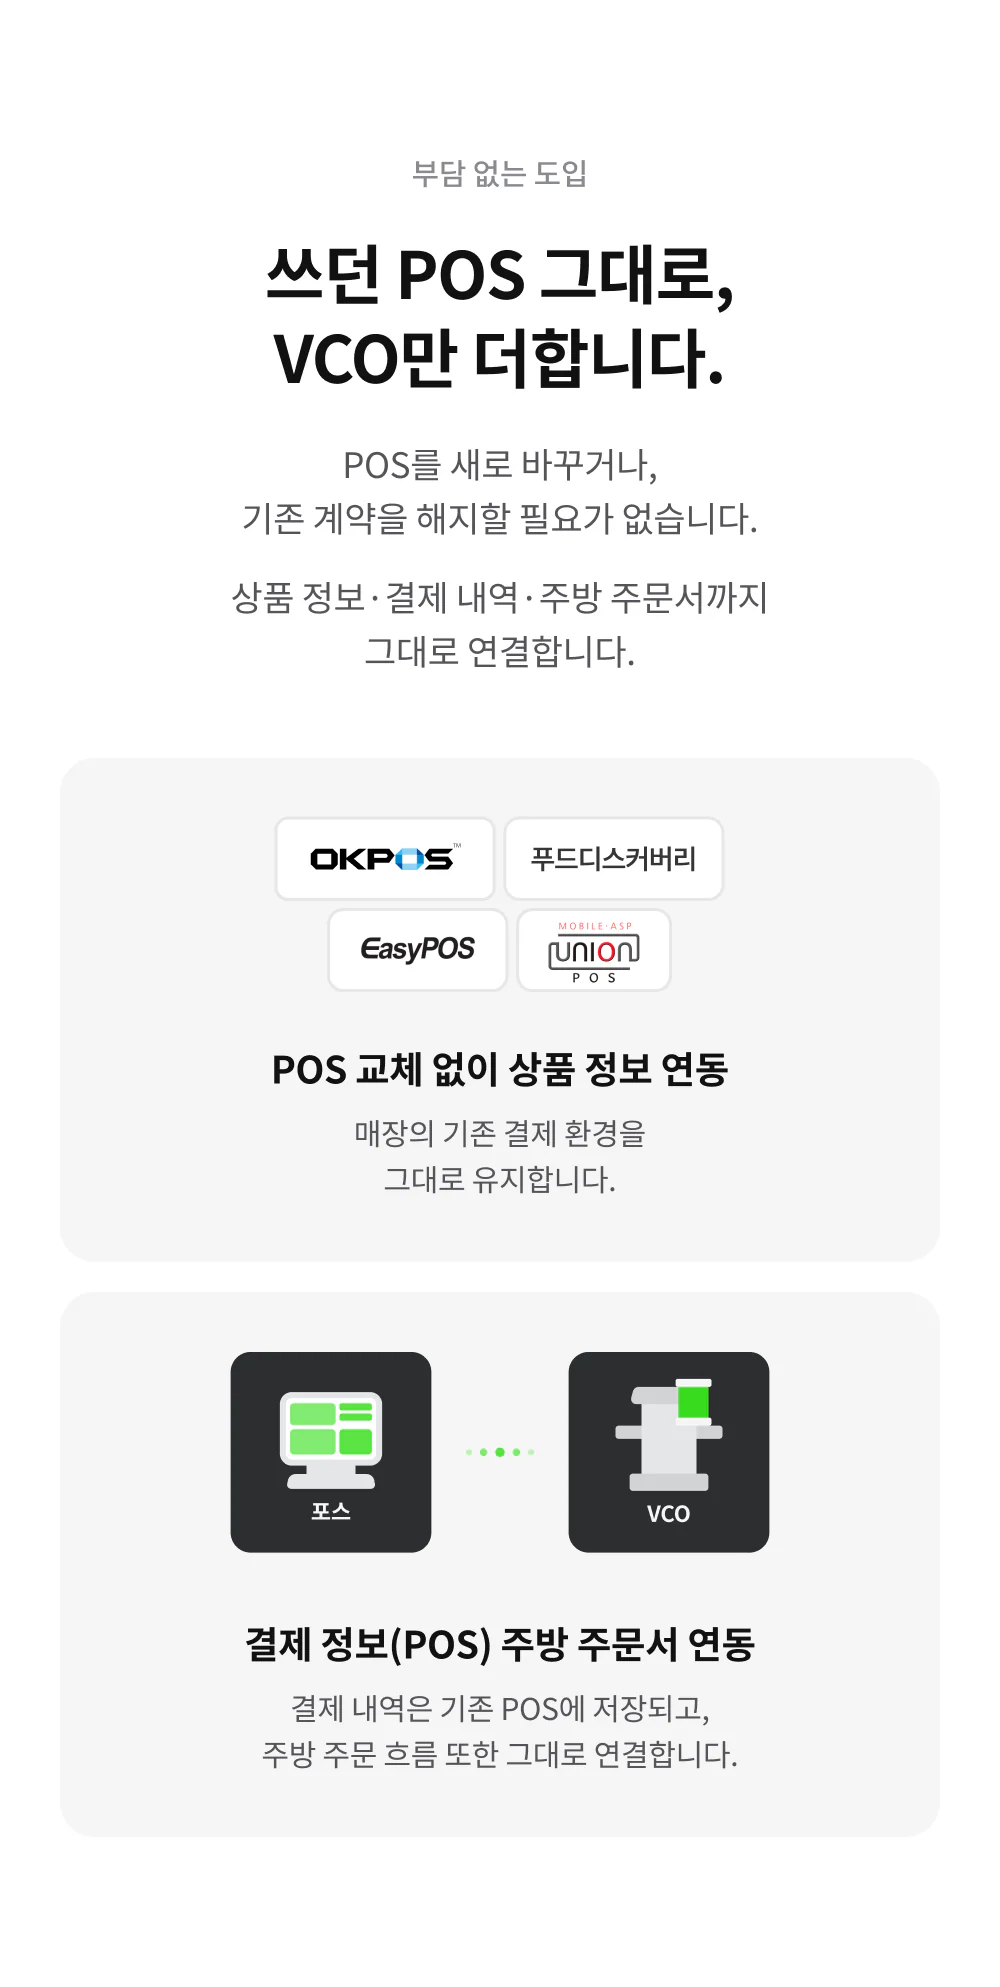 부담 없는 도입
쓰던 POS 그대로,
VCO만 더합니다.
POS를 새로 바꾸거나,
기존 계약을 해지할 필요가 없습니다.
상품 정보·결제 내역·주방 주문서까지
그대로 연결합니다.
OKPOS™
푸드디스커버리
EasyPOS
MOBILE·ASP
UNION
POS
POS 교체 없이 상품 정보 연동
매장의 기존 결제 환경을
그대로 유지합니다.
포스
VCO
결제 정보(POS) 주방 주문서 연동
결제 내역은 기존 POS에 저장되고,
주방 주문 흐름 또한 그대로 연결합니다.